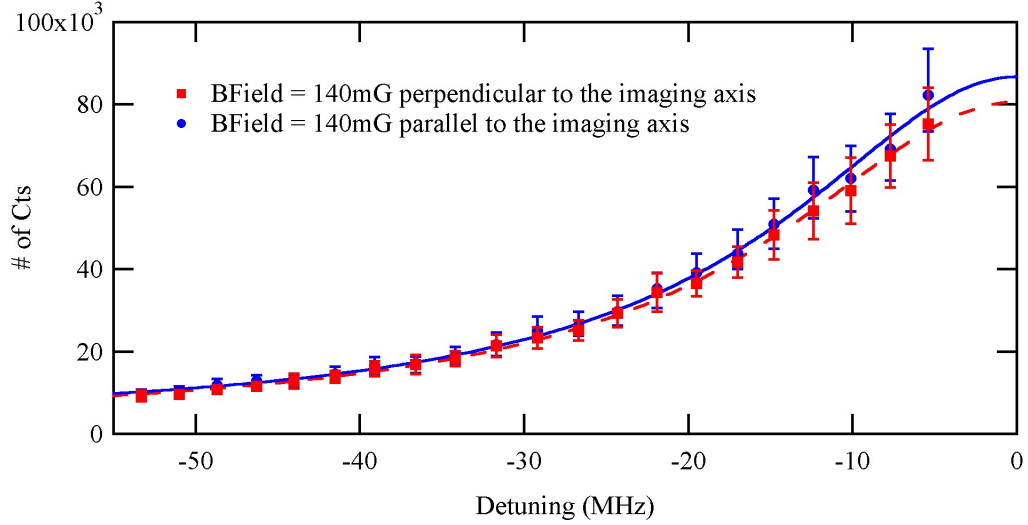 100x10³
80
60
40
20
0
# of Cts
BField = 140mG perpendicular to the imaging axis
BField = 140mG parallel to the imaging axis
-50
-40
-30
-20
-10
0
Detuning (MHz)